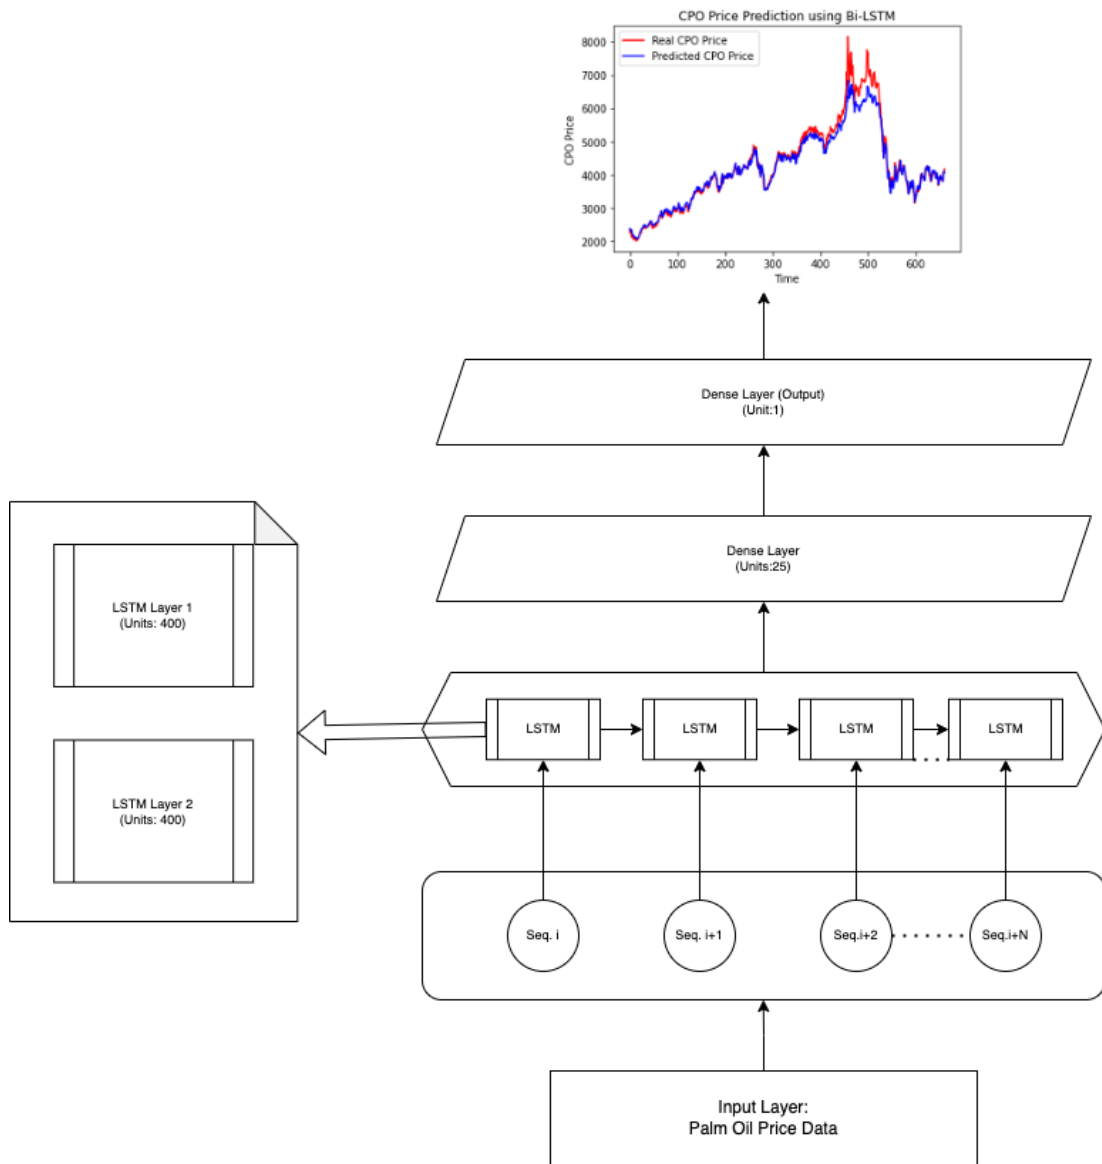 CPO Price Prediction using Bi-LSTM
Real CPO Price
Predicted CPO Price
8000
7000
6000
5000
4000
3000
2000
CPO Price
0 100 200 300 400 500 600
Time
Dense Layer (Output)
(Unit:1)
Dense Layer
(Units:25)
LSTM Layer 1
(Units: 400)
LSTM Layer 2
(Units: 400)
LSTM LSTM LSTM LSTM
Seq. i Seq. i+1 Seq.i+2 Seq.i+N
Input Layer:
Palm Oil Price Data